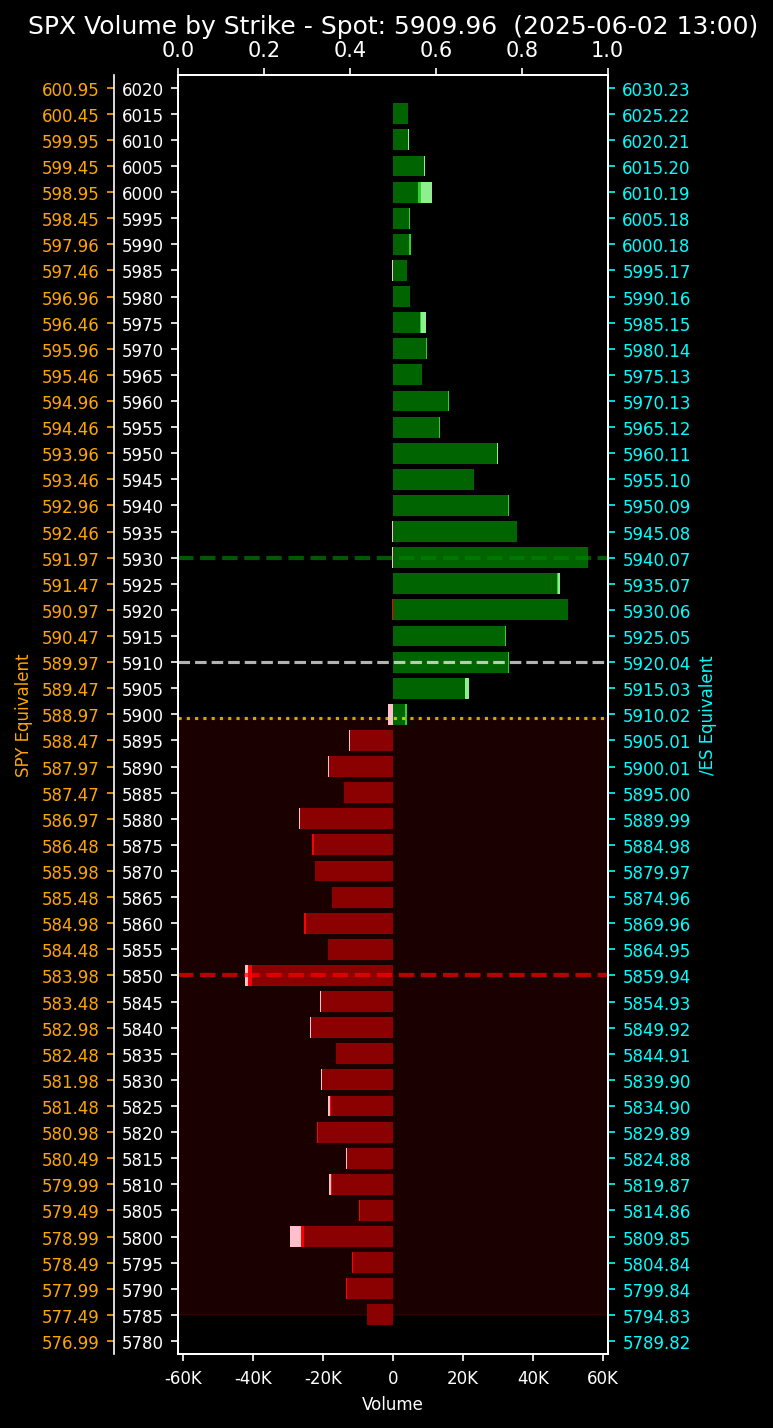 SPX Volume by Strike - Spot: 5909.96 (2025-06-02 13:00)
0.0 0.2 0.4 0.6 0.8 1.0
600.95 6020 6030.23
600.45 6015 6025.22
599.95 6010 6020.21
599.45 6005 6015.20
598.95 6000 6010.19
598.45 5995 6005.18
597.96 5990 6000.18
597.46 5985 5995.17
596.96 5980 5990.16
596.46 5975 5985.15
595.96 5970 5980.14
595.46 5965 5975.13
594.96 5960 5970.13
594.46 5955 5965.12
593.96 5950 5960.11
593.46 5945 5955.10
592.96 5940 5950.09
592.46 5935 5945.08
591.97 5930 5940.07
591.47 5925 5935.07
590.97 5920 5930.06
590.47 5915 5925.05
589.97 5910 5920.04
589.47 5905 5915.03
588.97 5900 5910.02
588.47 5895 5905.01
587.97 5890 5900.01
587.47 5885 5895.00
586.97 5880 5889.99
586.48 5875 5884.98
585.98 5870 5879.97
585.48 5865 5874.96
584.98 5860 5869.96
584.48 5855 5864.95
583.98 5850 5859.94
583.48 5845 5854.93
582.98 5840 5849.92
582.48 5835 5844.91
581.98 5830 5839.90
581.48 5825 5834.90
580.98 5820 5829.89
580.49 5815 5824.88
579.99 5810 5819.87
579.49 5805 5814.86
578.99 5800 5809.85
578.49 5795 5804.84
577.99 5790 5799.84
577.49 5785 5794.83
576.99 5780 5789.82
SPY Equivalent
/ES Equivalent
-60K -40K -20K 0 20K 40K 60K
Volume